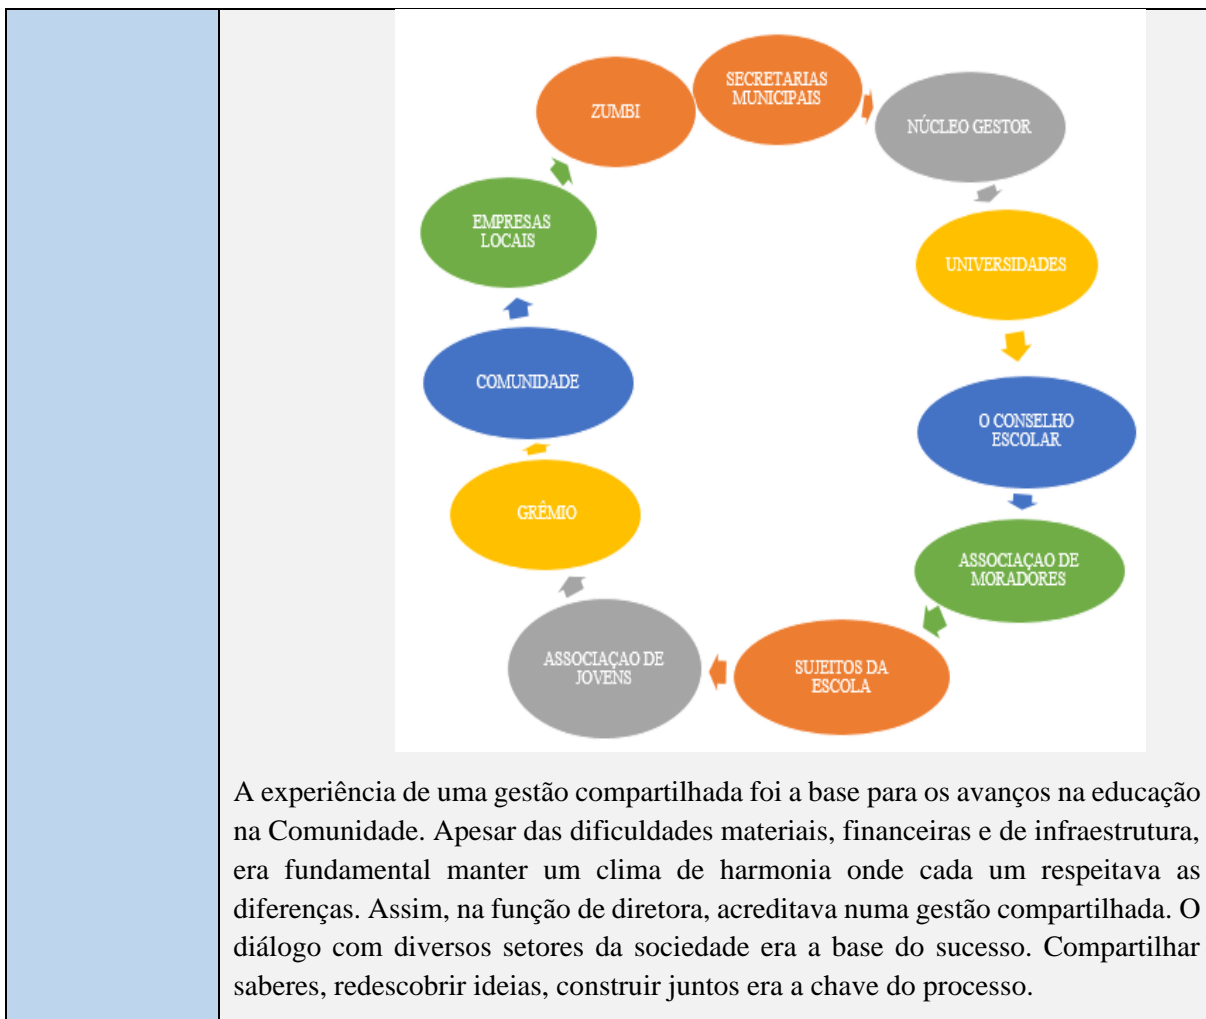 SECRETARIAS
MUNICIPAIS
NÚCLEO GESTOR
UNIVERSIDADES
O CONSELHO
ESCOLAR
ASSOCIAÇAO DE
MORADORES
SUJEITOS DA
ESCOLA
ASSOCIAÇAO DE
JOVENS
GRÊMIO
COMUNIDADE
EMPRESAS
LOCAIS
ZUMBI
A experiência de uma gestão compartilhada foi a base para os avanços na educação
na Comunidade. Apesar das dificuldades materiais, financeiras e de infraestrutura,
era fundamental manter um clima de harmonia onde cada um respeitava as
diferenças. Assim, na função de diretora, acreditava numa gestão compartilhada. O
diálogo com diversos setores da sociedade era a base do sucesso. Compartilhar
saberes, redescobrir ideias, construir juntos era a chave do processo.